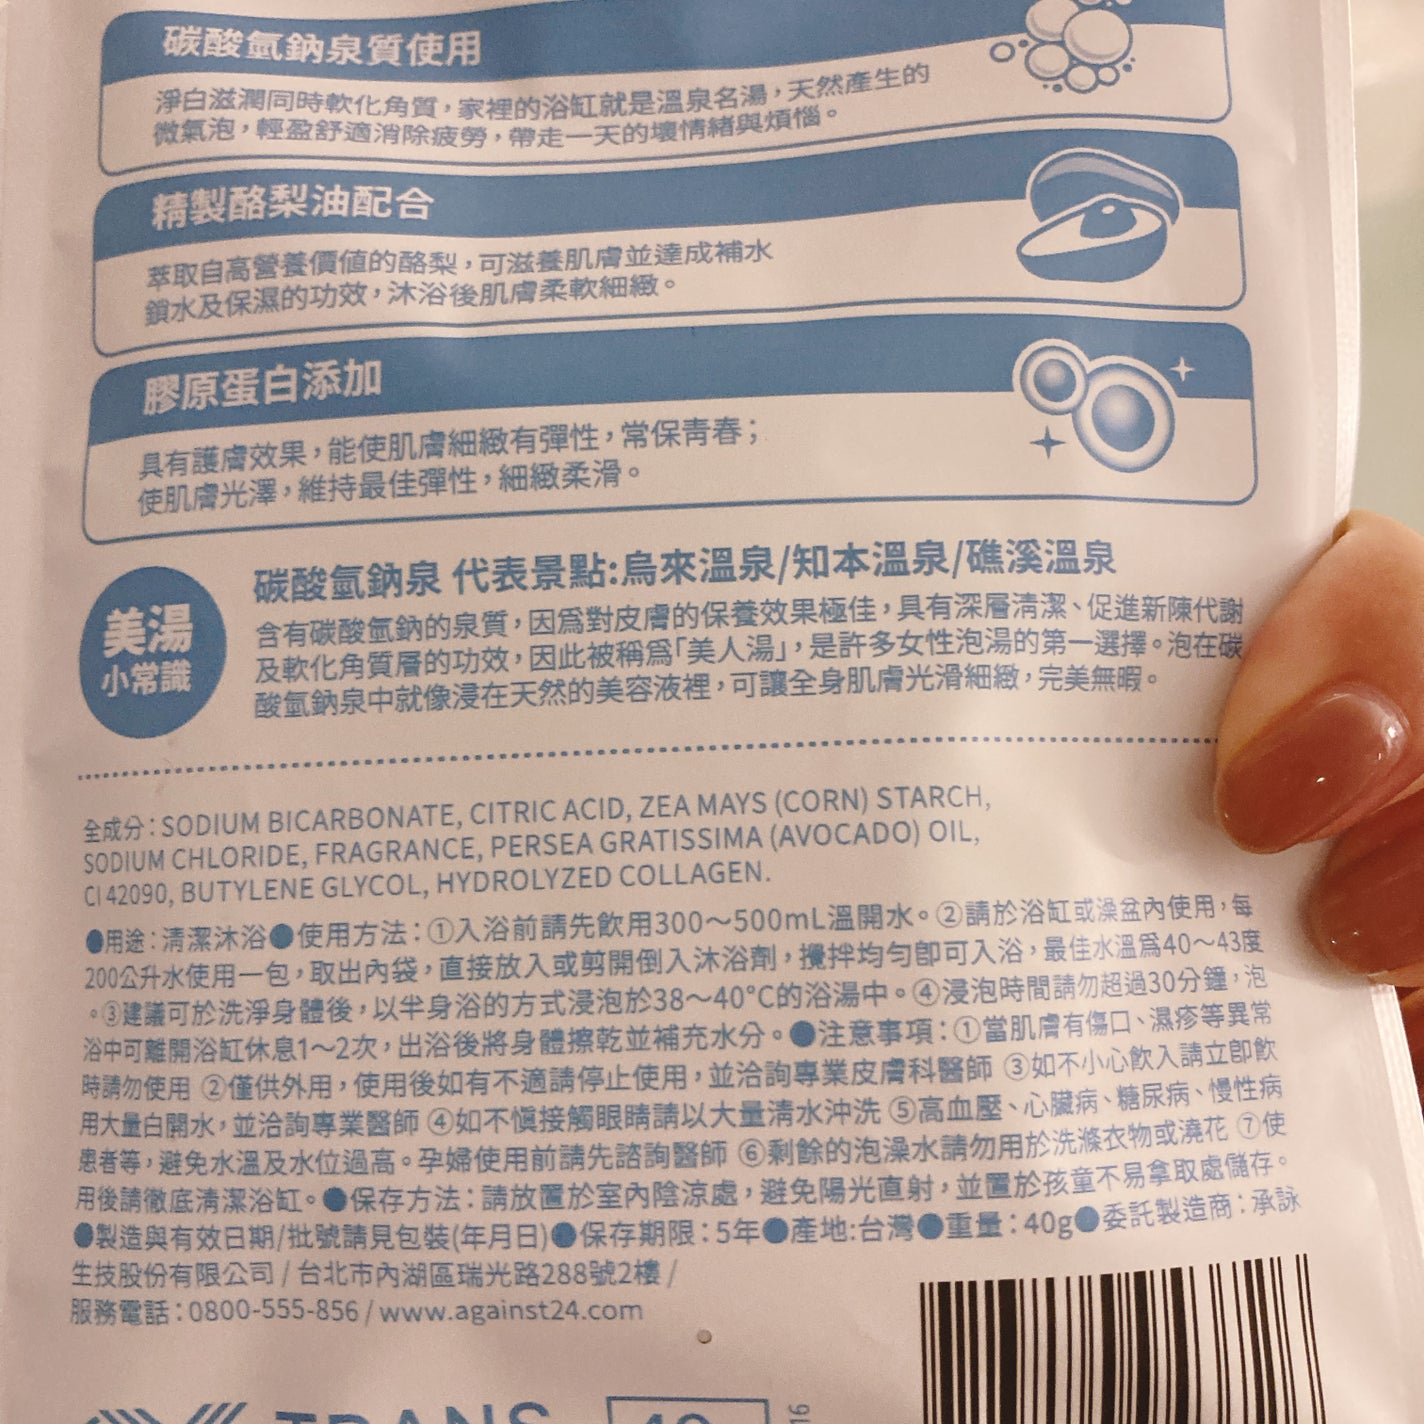 碳酸氫鈉泉質使用
淨白滋潤同時軟化角質，家裡的浴缸就是溫泉名湯，天然產生的
微氣泡，輕盈舒適消除疲勞，帶走一天的壞情緒與煩惱。
精製酪梨油配合
萃取自高營養價值的酪梨，可滋養肌膚並達成補水
鎖水及保濕的功效，沐浴後肌膚柔軟細緻。
膠原蛋白添加
具有護膚效果，能使肌膚細緻有彈性，常保青春；
使肌膚光澤，維持最佳彈性，細緻柔滑。
美湯
小常識
碳酸氫鈉泉 代表景點:烏來溫泉/知本溫泉/礁溪溫泉
含有碳酸氫鈉的泉質，因為對皮膚的保養效果極佳，具有深層清潔、促進新陳代謝
及軟化角質層的功效，因此被稱為「美人湯」，是許多女性泡湯的第一選擇。泡在碳
酸氫鈉泉中就像浸在天然的美容液裡，可讓全身肌膚光滑細緻，完美無暇。
全成分：SODIUM BICARBONATE, CITRIC ACID, ZEA MAYS (CORN) STARCH,
SODIUM CHLORIDE, FRAGRANCE, PERSEA GRATISSIMA (AVOCADO) OIL,
CI 42090, BUTYLENE GLYCOL, HYDROLYZED COLLAGEN.
●用途：清潔沐浴●使用方法：①入浴前請先飲用300～500mL溫開水。②請於浴缸或澡盆內使用，每
200公升水使用一包，取出內袋，直接放入或剪開倒入沐浴劑，攪拌均勻即可入浴，最佳水溫為40～43度
。③建議可於洗淨身體後，以半身浴的方式浸泡於38～40°C的浴湯中。④浸泡時間請勿超過30分鐘，泡
浴中可離開浴缸休息1～2次，出浴後將身體擦乾並補充水分。●注意事項：①當肌膚有傷口、濕疹等異常
時請勿使用 ②僅供外用，使用後如有不適請停止使用，並洽詢專業皮膚科醫師 ③如不小心飲入請立即飲
用大量白開水，並洽詢專業醫師 ④如不慎接觸眼睛請以大量清水沖洗 ⑤高血壓、心臟病、糖尿病、慢性病
患者等，避免水溫及水位過高。孕婦使用前請先諮詢醫師 ⑥剩餘的泡澡水請勿用於洗滌衣物或澆花 ⑦使
用後請徹底清潔浴缸。●保存方法：請放置於室內陰涼處，避免陽光直射，並置於孩童不易拿取處儲存。
●製造與有效日期/批號請見包裝(年月日)●保存期限：5年●產地:台灣●重量：40g●委託製造商：承詠
生技股份有限公司 / 台北市內湖區瑞光路288號2樓 /
服務電話：0800-555-856 / www.against24.com
TRANS
40